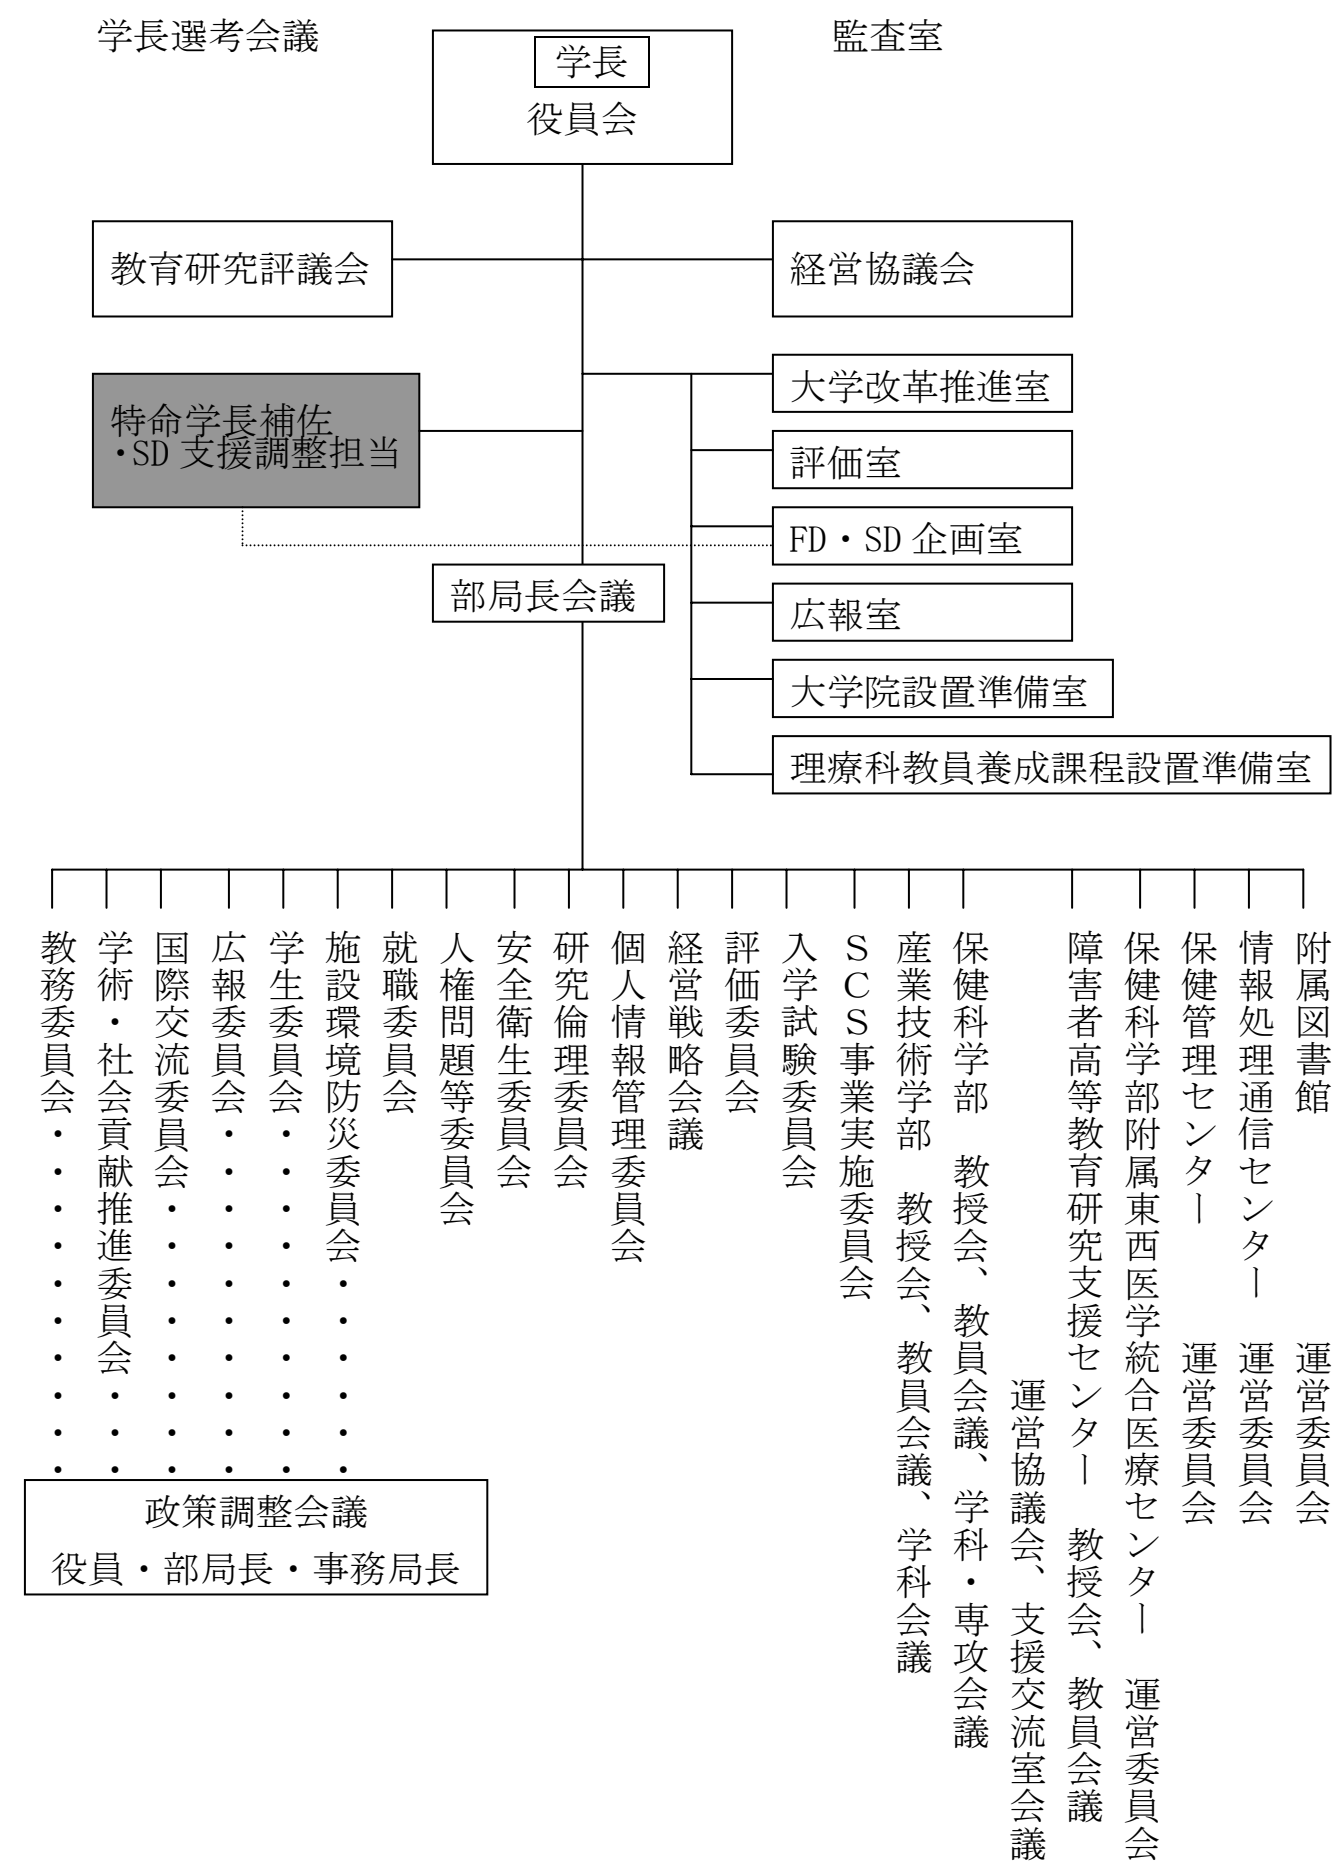 学長選考会議
監査室
学長
役員会
教育研究評議会
経営協議会
大学改革推進室
特命学長補佐
・SD支援調整担当
評価室
FD・SD企画室
部局長会議
広報室
大学院設置準備室
理療科教員養成課程設置準備室
教務委員会・・・・・・・・・・
学術・社会貢献推進委員会・・・
国際交流委員会・・・・・・・・
広報委員会・・・・・・・・・・
学生委員会・・・・・・・・・・
施設環境防災委員会・・・・・・
就職委員会
人権問題等委員会
安全衛生委員会
研究倫理委員会
個人情報管理委員会
経営戦略会議
評価委員会
入学試験委員会
ＳＣＳ事業実施委員会
産業技術学部　教授会、教員会議、学科会議
保健科学部　教授会、教員会議、学科・専攻会議
障害者高等教育研究支援センター　教授会、教員会議
運営協議会、支援交流室会議
保健科学部附属東西医学統合医療センター　運営委員会
保健管理センター　運営委員会
情報処理通信センター　運営委員会
附属図書館　運営委員会
政策調整会議
役員・部局長・事務局長